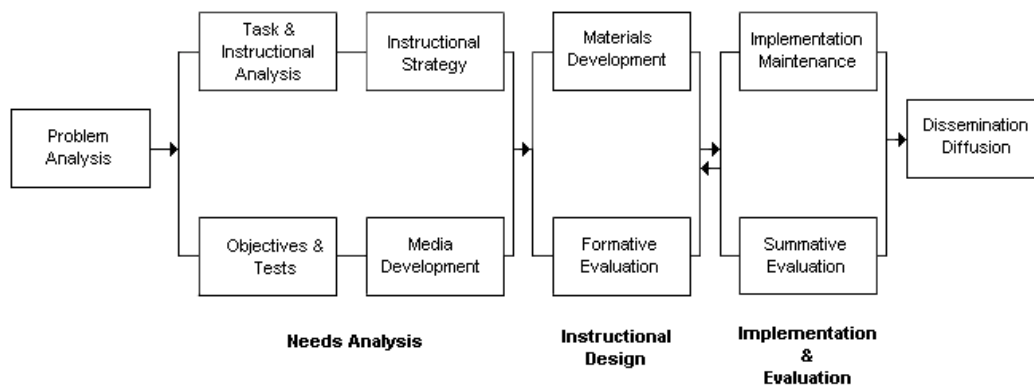 Problem
Analysis
Task &
Instructional
Analysis
Instructional
Strategy
Objectives &
Tests
Media
Development
Materials
Development
Formative
Evaluation
Implementation
Maintenance
Summative
Evaluation
Dissemination
Diffusion
Needs Analysis
Instructional
Design
Implementation
&
Evaluation